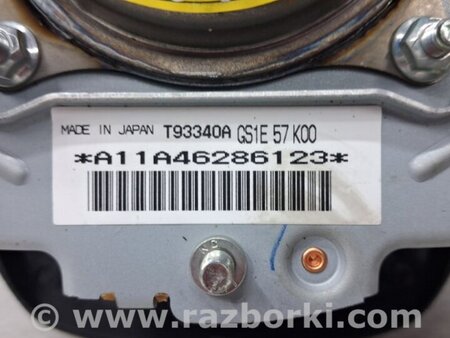 MADE IN JAPAN T93340A GS1E 57 K00
*A11A46286123*
www.razborki.com